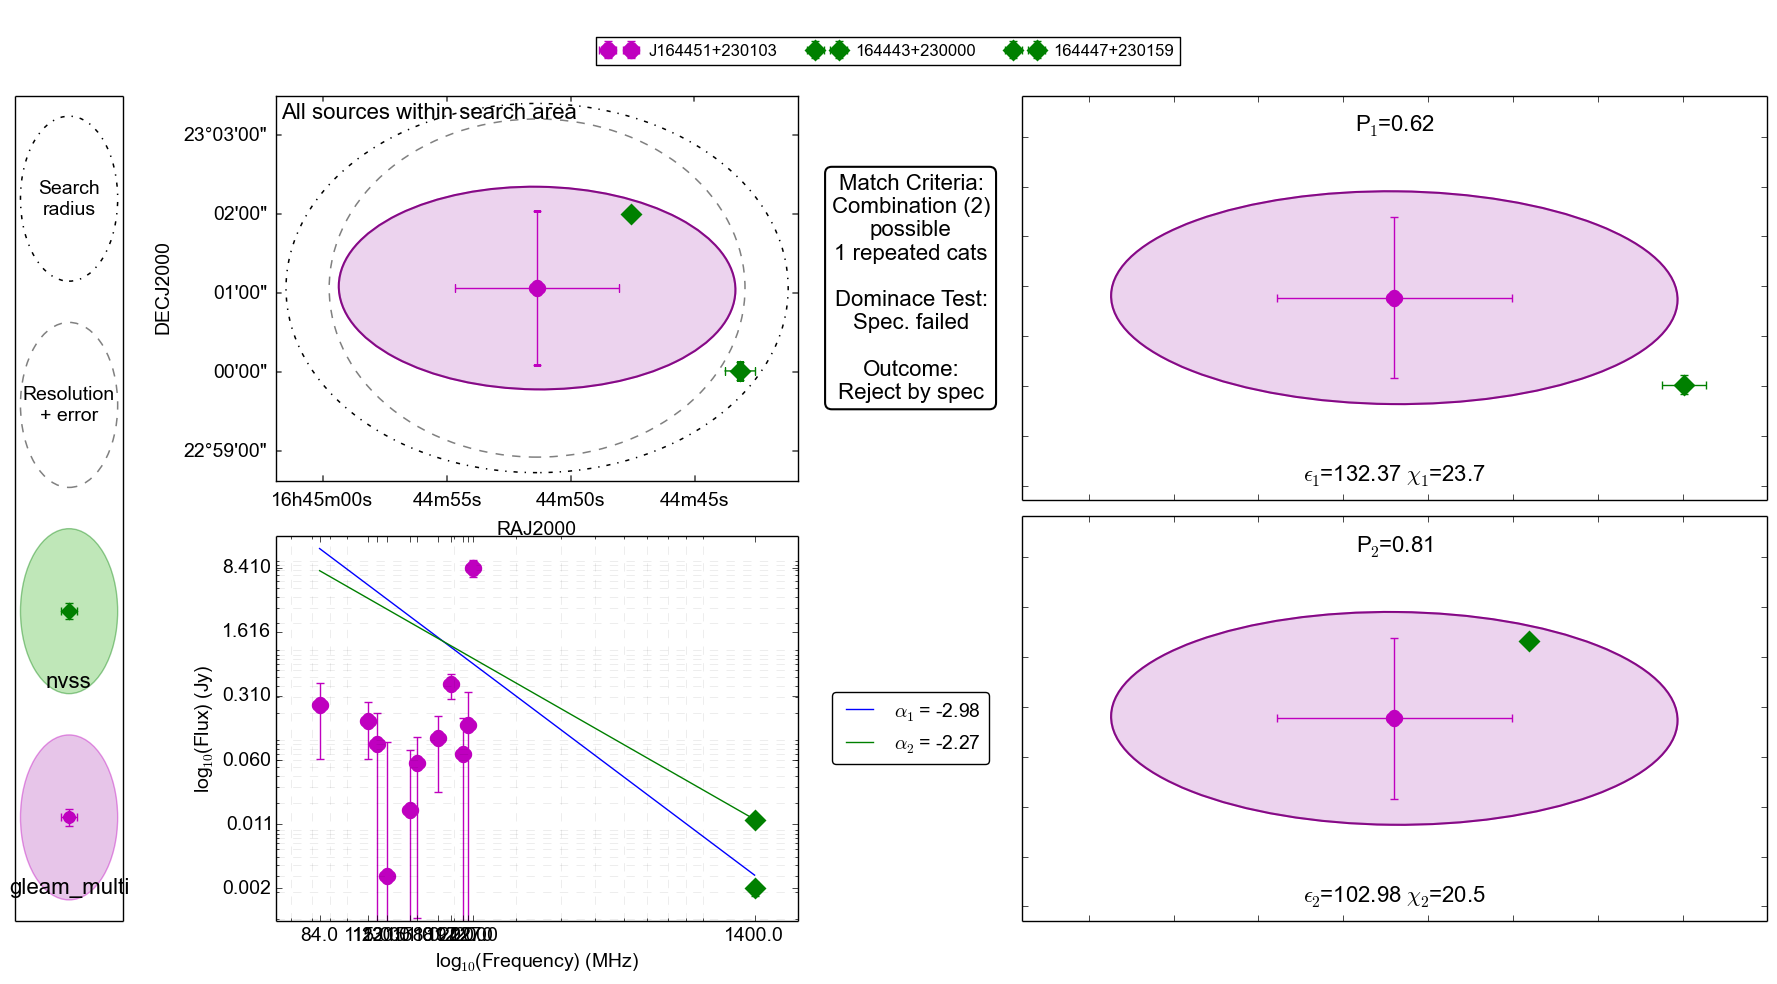 J164451+230103 164443+230000 164447+230159
Search
radius
Resolution
+ error
nvss
gleam_multi
All sources within search area
DECJ2000
23°03'00"
02'00"
01'00"
00'00"
22°59'00"
16h45m00s 44m55s 44m50s 44m45s
RAJ2000
Match Criteria:
Combination (2)
possible
1 repeated cats
Dominace Test:
Spec. failed
Outcome:
Reject by spec
P1=0.62
ϵ1=132.37 χ1=23.7
log10(Flux) (Jy)
8.410
1.616
0.310
0.060
0.011
0.002
84.0 1400.0
log10(Frequency) (MHz)
α1 = -2.98
α2 = -2.27
P2=0.81
ϵ2=102.98 χ2=20.5